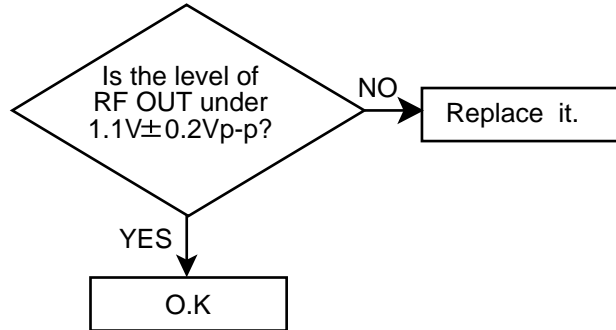 Is the level of
RF OUT under
1.1V±0.2Vp-p?
NO
Replace it.
YES
O.K